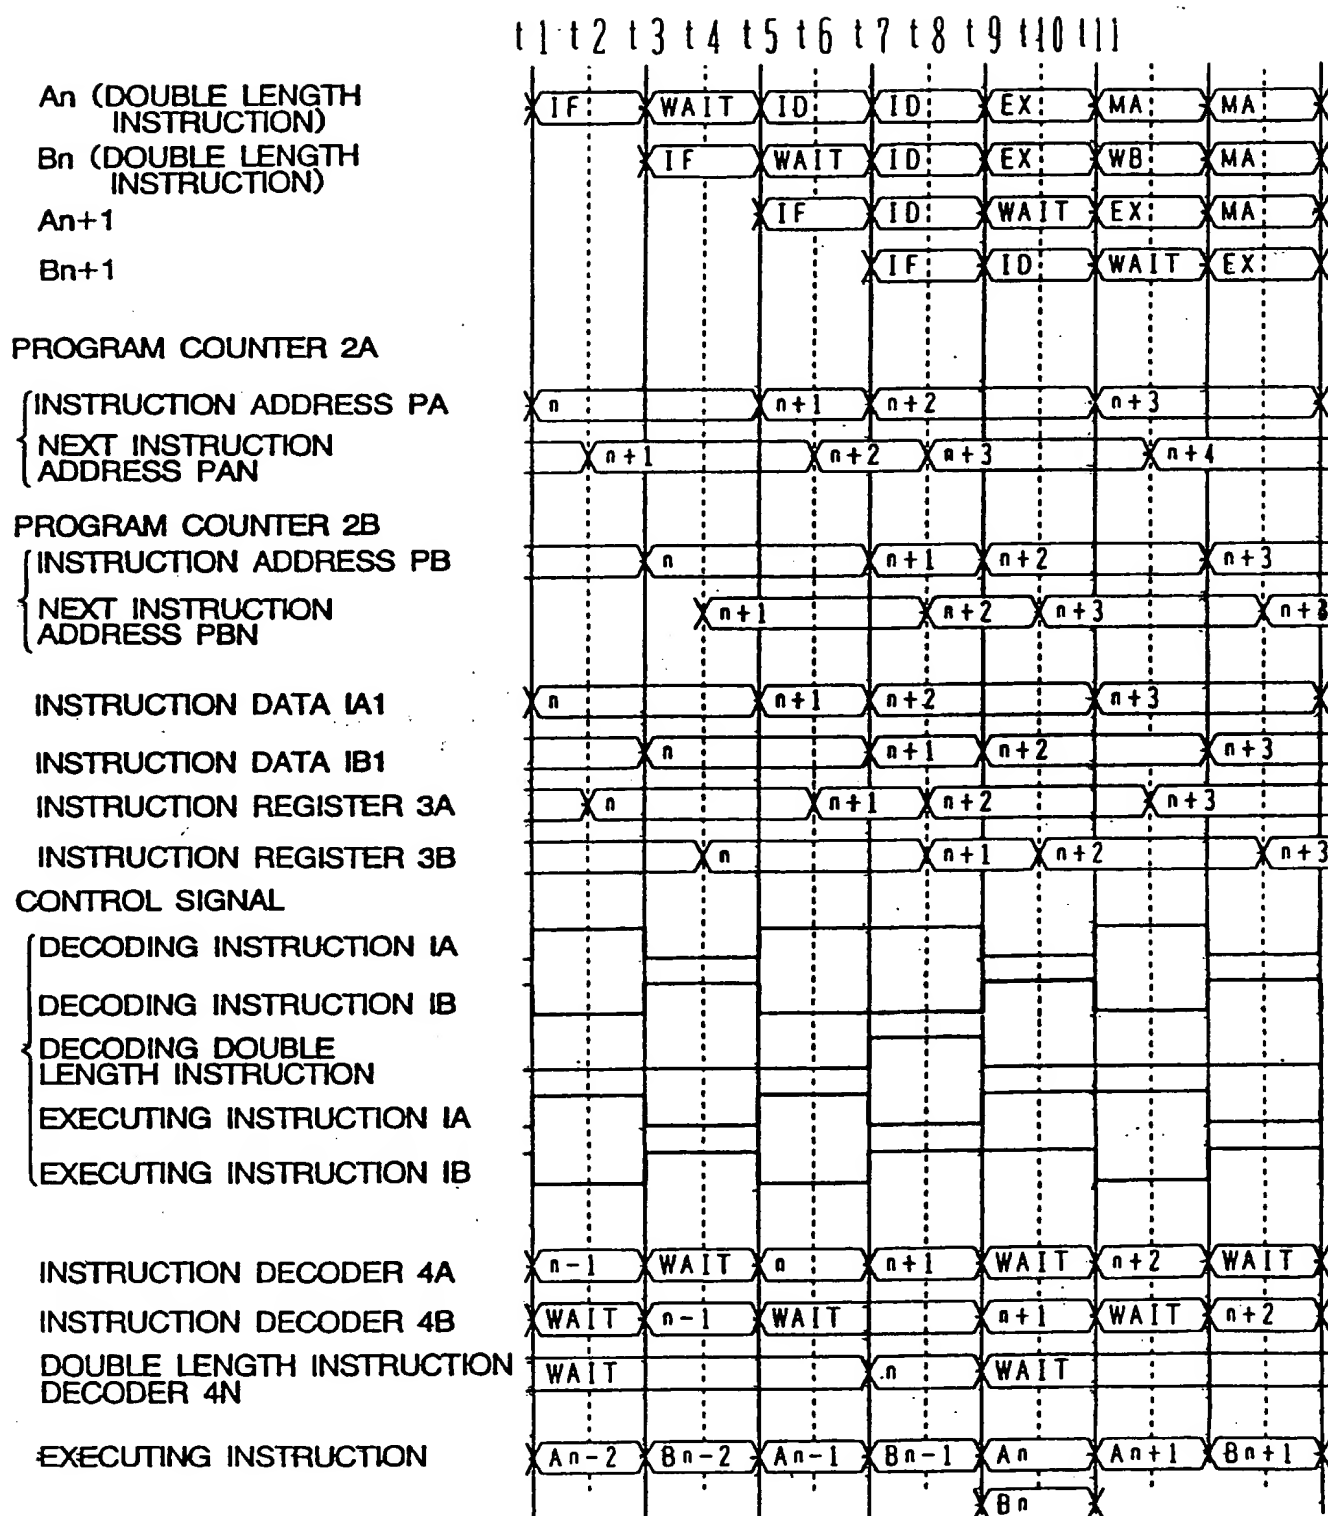 t1 t2 t3 t4 t5 t6 t7 t8 t9 t10 t11
An (DOUBLE LENGTH
INSTRUCTION)
IF WAIT ID ID EX MA MA
Bn (DOUBLE LENGTH
INSTRUCTION)
IF WAIT ID EX WB MA
An+1 IF ID WAIT EX MA
Bn+1 IF ID WAIT EX
PROGRAM COUNTER 2A
INSTRUCTION ADDRESS PA n n+1 n+2 n+3
NEXT INSTRUCTION
ADDRESS PAN
n+1 n+2 n+3 n+4
PROGRAM COUNTER 2B
INSTRUCTION ADDRESS PB n n+1 n+2 n+3
NEXT INSTRUCTION
ADDRESS PBN
n+1 n+2 n+3
INSTRUCTION DATA IA1 n n+1 n+2 n+3
INSTRUCTION DATA IB1 n n+1 n+2 n+3
INSTRUCTION REGISTER 3A n n+1 n+2 n+3
INSTRUCTION REGISTER 3B n n+1 n+2 n+3
CONTROL SIGNAL
DECODING INSTRUCTION IA
DECODING INSTRUCTION IB
DECODING DOUBLE
LENGTH INSTRUCTION
EXECUTING INSTRUCTION IA
EXECUTING INSTRUCTION IB
INSTRUCTION DECODER 4A n-1 WAIT n n+1 WAIT n+2 WAIT
INSTRUCTION DECODER 4B WAIT n-1 WAIT n+1 WAIT n+2
DOUBLE LENGTH INSTRUCTION
DECODER 4N
WAIT n WAIT
EXECUTING INSTRUCTION An-2 Bn-2 An-1 Bn-1 An An+1 Bn+1
Bn